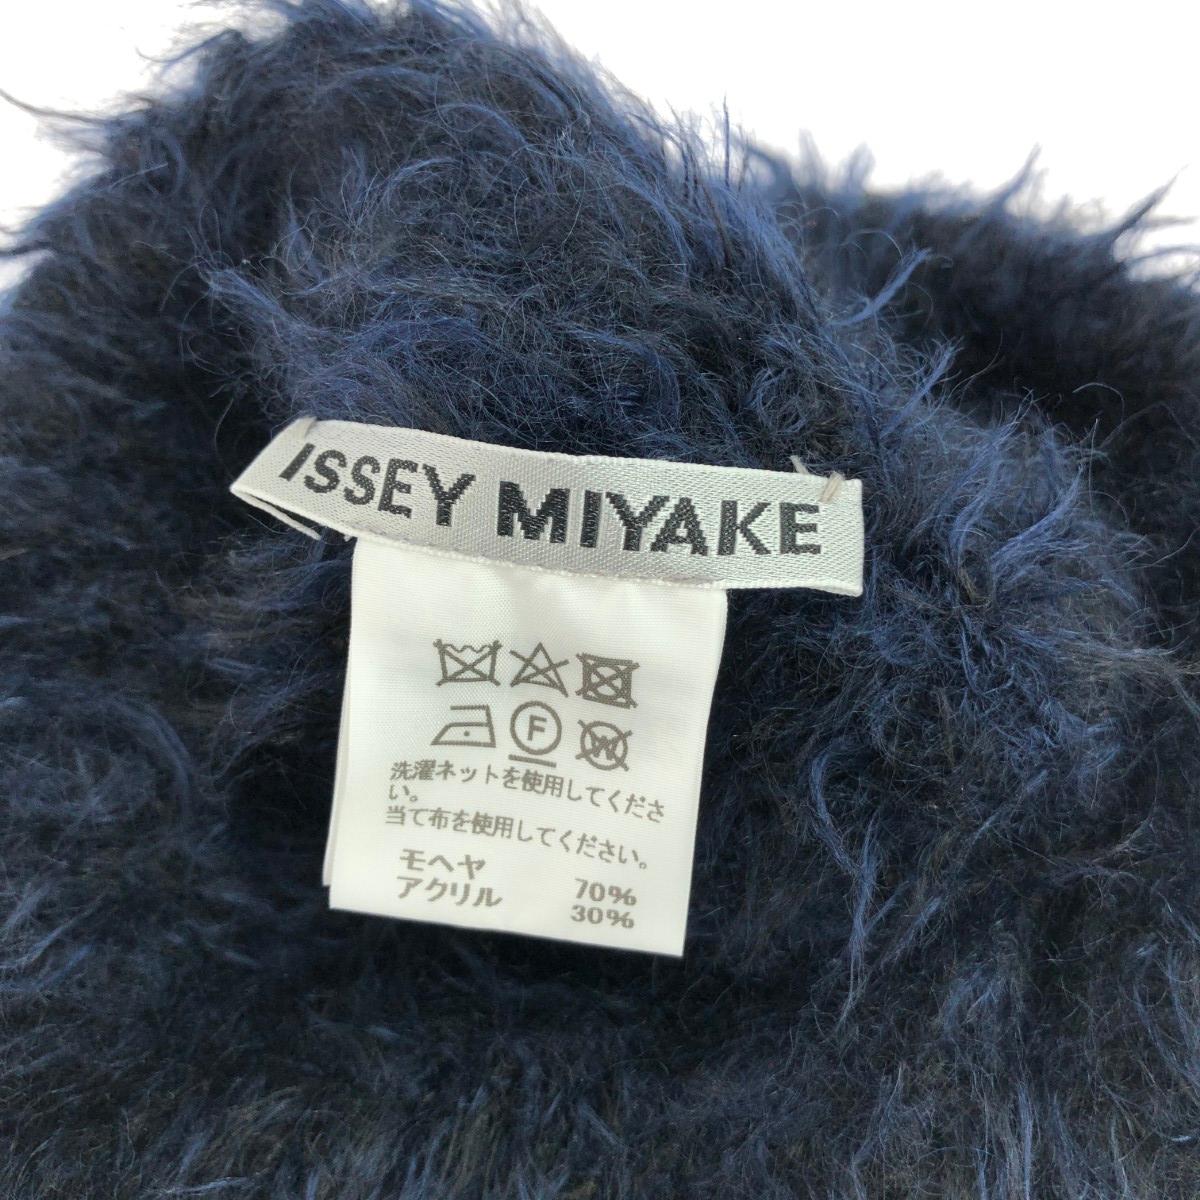 ISSEY MIYAKE
F
W
洗濯ネットを使用してくださ
い。
当て布を使用してください。
モヘヤ 70%
アクリル 30%